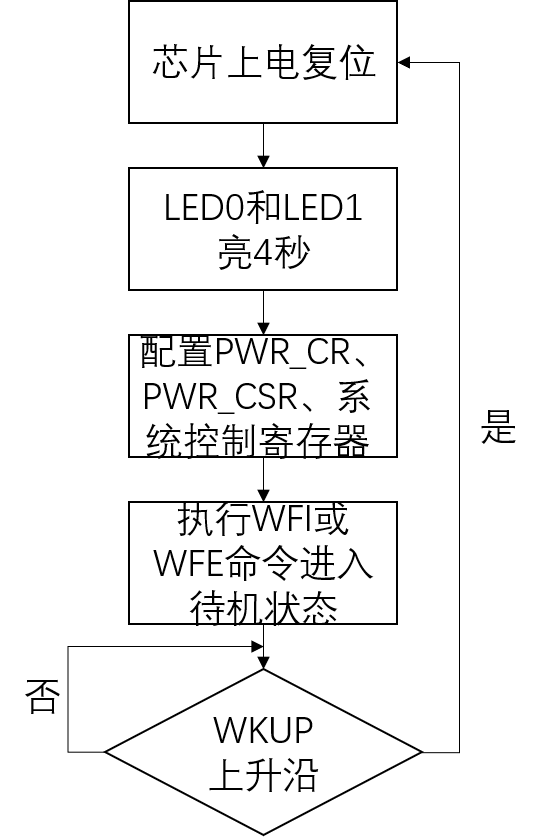 芯片上电复位
LED0和LED1
亮4秒
配置PWR_CR、
PWR_CSR、系
统控制寄存器
是
执行WFI或
WFE命令进入
待机状态
否
WKUP
上升沿